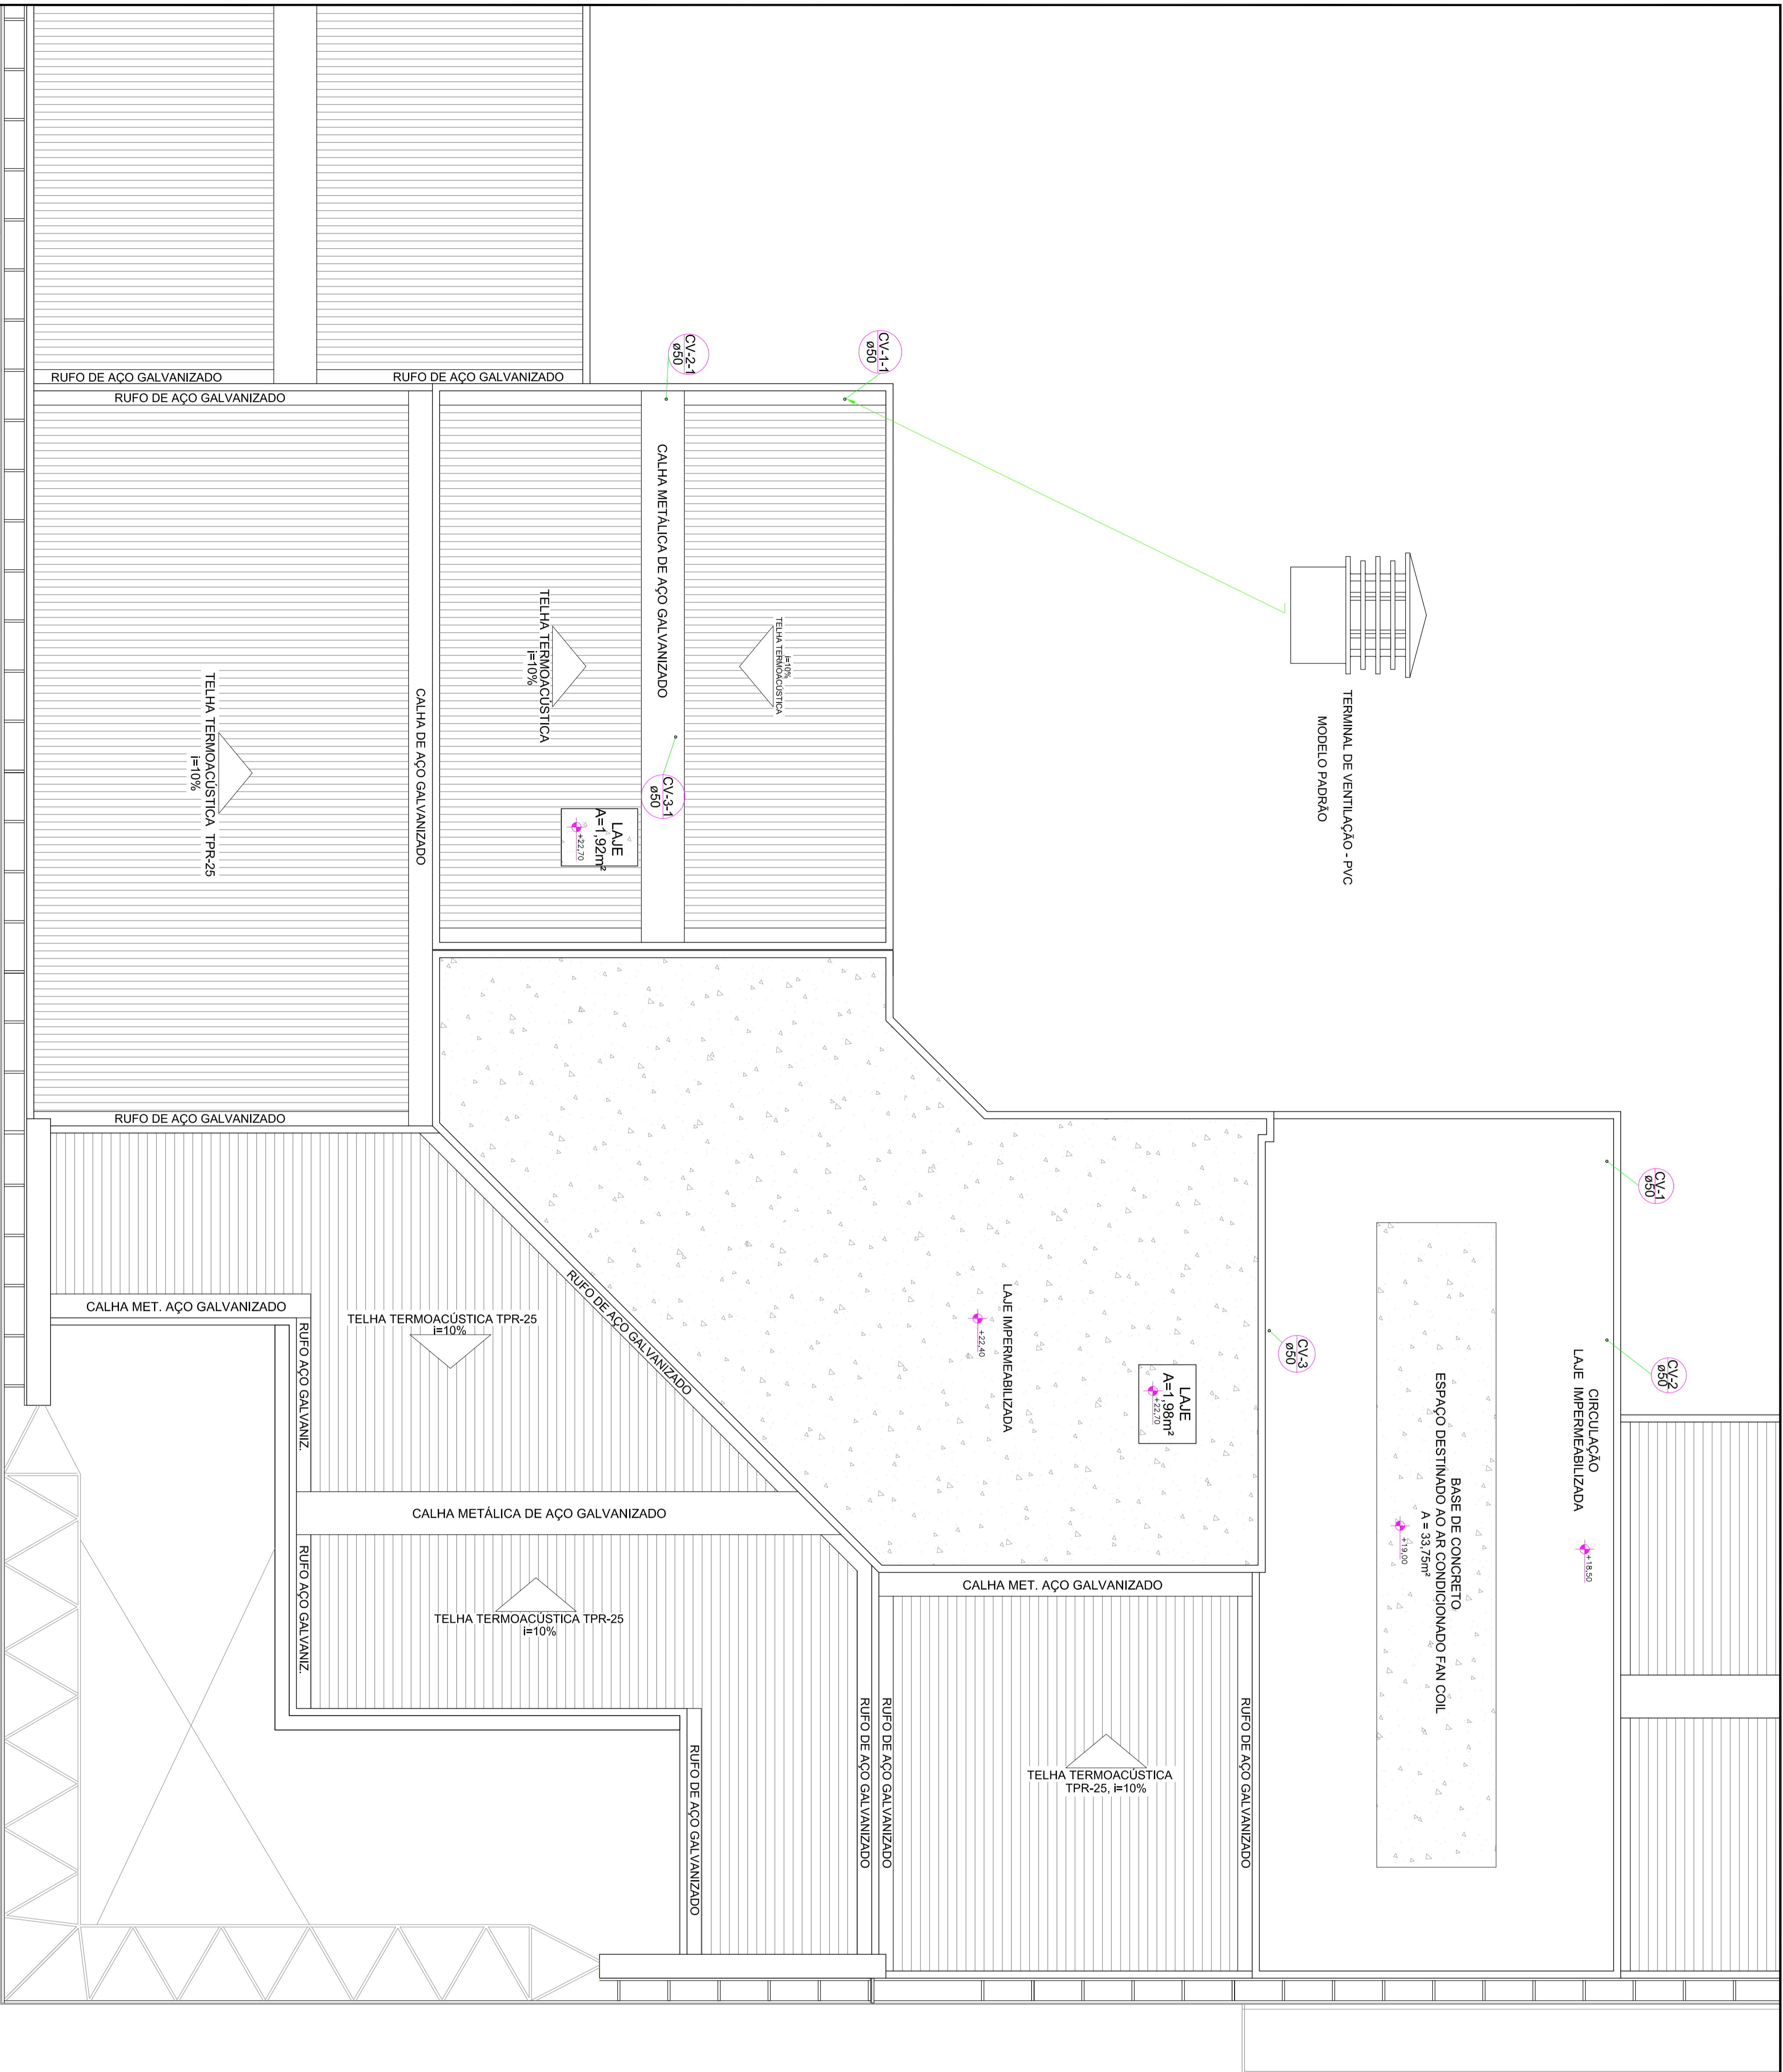 RUFO DE AÇO GALVANIZADO
RUFO DE AÇO GALVANIZADO
RUFO DE AÇO GALVANIZADO
CV-2-1
ø50
CV-1-1
ø50
CALHA METÁLICA DE AÇO GALVANIZADO
TELHA TERMOACÚSTICA
i=10%
i=10%
TELHA TERMOACÚSTICA
TERMINAL DE VENTILAÇÃO - PVC
MODELO PADRÃO
CALHA DE AÇO GALVANIZADO
TELHA TERMOACÚSTICA TPR-25
i=10%
CV-3-1
ø50
LAJE
A=1,92m²
+22,70
RUFO DE AÇO GALVANIZADO
CV-1
ø50
CV-2
ø50
CV-3
ø50
CALHA MET. AÇO GALVANIZADO
RUFO AÇO GALVANIZ.
TELHA TERMOACÚSTICA TPR-25
i=10%
RUFO DE AÇO GALVANIZADO
LAJE IMPERMEABILIZADA
+22,40
LAJE
A=1,98m²
+22,70
CIRCULAÇÃO
LAJE IMPERMEABILIZADA
+18,50
BASE DE CONCRETO
ESPAÇO DESTINADO AO AR CONDICIONADO FAN COIL
A = 33,75m²
+19,00
CALHA METÁLICA DE AÇO GALVANIZADO
RUFO AÇO GALVANIZ.
TELHA TERMOACÚSTICA TPR-25
i=10%
CALHA MET. AÇO GALVANIZADO
RUFO DE AÇO GALVANIZADO
RUFO DE AÇO GALVANIZADO
RUFO DE AÇO GALVANIZADO
RUFO DE AÇO GALVANIZADO
TELHA TERMOACÚSTICA
TPR-25, i=10%